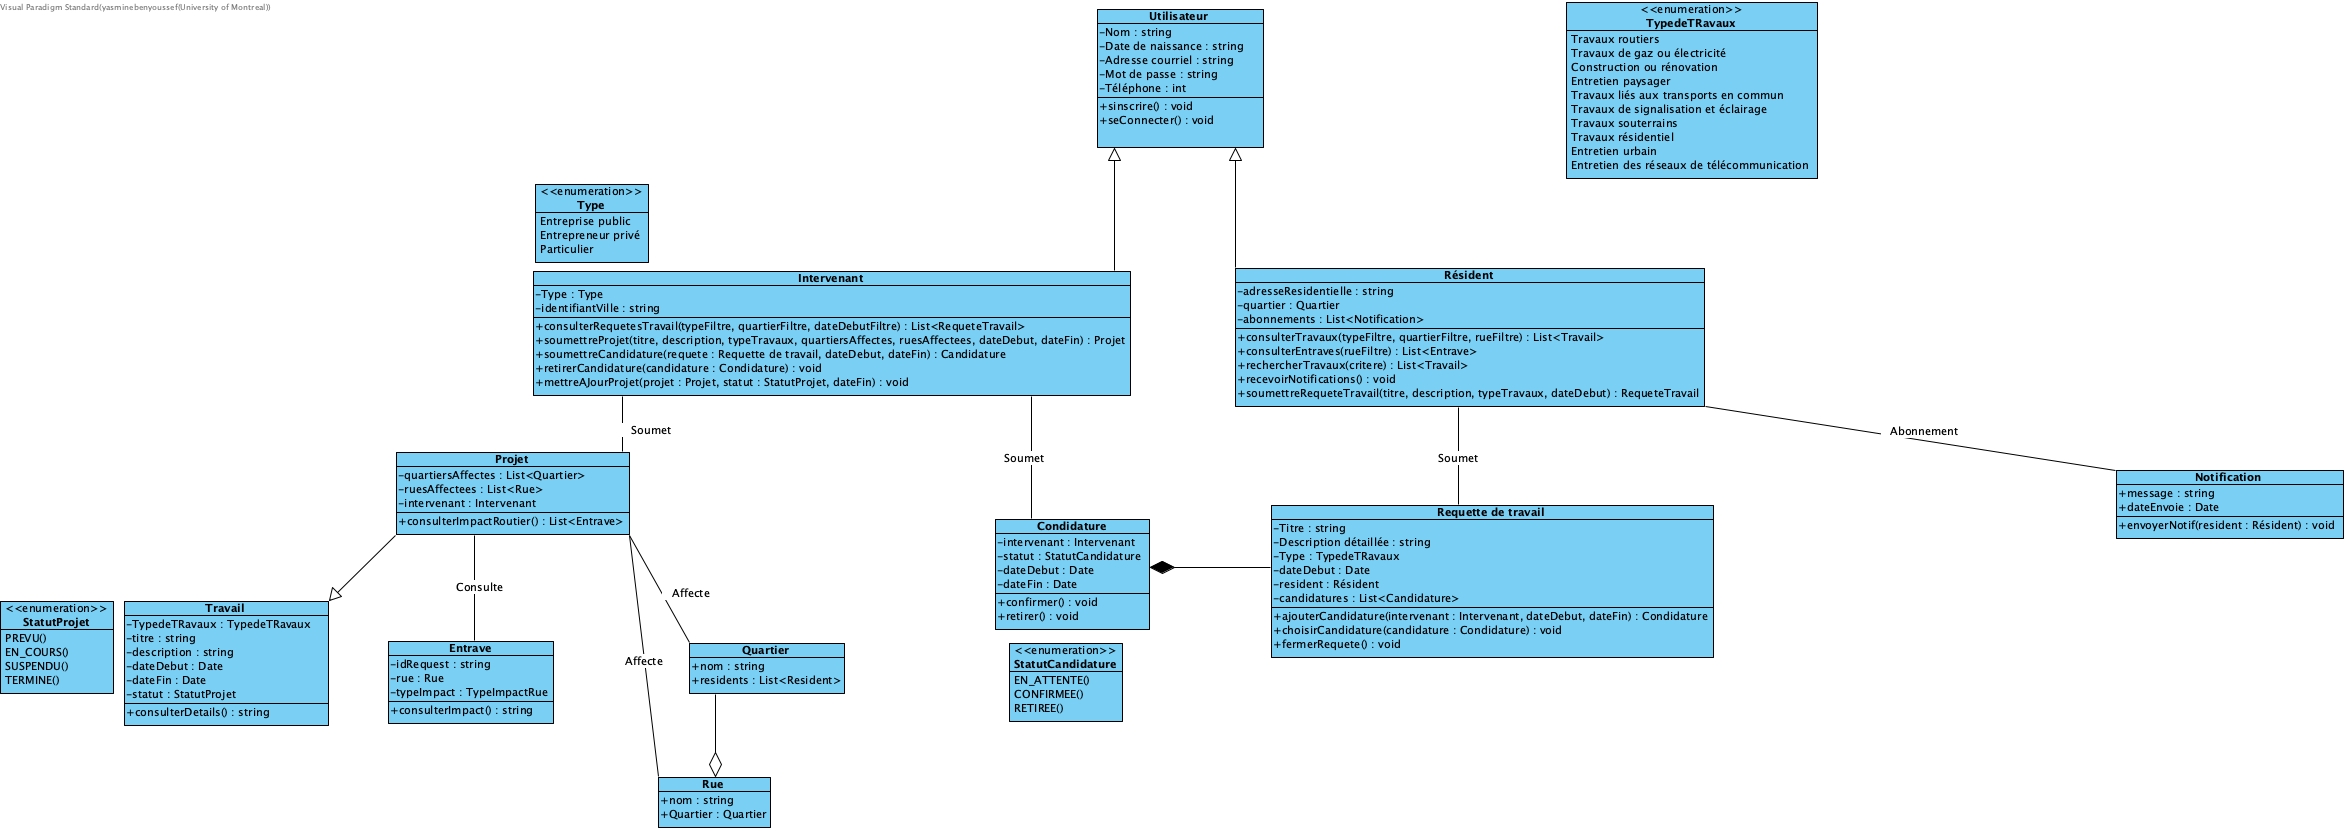 Visual Paradigm Standard(yasminebenyoussef(University of Montreal))
Utilisateur
-Nom : string
-Date de naissance : string
-Adresse courriel : string
-Mot de passe : string
-Téléphone : int
+sinscrire() : void
+seConnecter() : void
<<enumeration>>
TypedeTRavaux
Travaux routiers
Travaux de gaz ou électricité
Construction ou rénovation
Entretien paysager
Travaux liés aux transports en commun
Travaux de signalisation et éclairage
Travaux souterrains
Travaux résidentiel
Entretien urbain
Entretien des réseaux de télécommunication
<<enumeration>>
Type
Entreprise public
Entrepreneur privé
Particulier
Intervenant
-Type : Type
-identifiantVille : string
+consulterRequetesTravail(typeFiltre, quartierFiltre, dateDebutFiltre) : List<RequeteTravail>
+soumettreProjet(titre, description, typeTravaux, quartiersAffectes, ruesAffectees, dateDebut, dateFin) : Projet
+soumettreCandidature(requete : Requette de travail, dateDebut, dateFin) : Candidature
+retirerCandidature(candidature : Condidature) : void
+mettreAJourProjet(projet : Projet, statut : StatutProjet, dateFin) : void
Résident
-adresseResidentielle : string
-quartier : Quartier
-abonnements : List<Notification>
+consulterTravaux(typeFiltre, quartierFiltre, rueFiltre) : List<Travail>
+consulterEntraves(rueFiltre) : List<Entrave>
+rechercherTravaux(critere) : List<Travail>
+recevoirNotifications() : void
+soumettreRequeteTravail(titre, description, typeTravaux, dateDebut) : RequeteTravail
Soumet
Soumet
Soumet
Abonnement
Projet
-quartiersAffectes : List<Quartier>
-ruesAffectees : List<Rue>
-intervenant : Intervenant
+consulterImpactRoutier() : List<Entrave>
Notification
+message : string
+dateEnvoie : Date
+envoyerNotif(resident : Résident) : void
Condidature
-intervenant : Intervenant
-statut : StatutCandidature
-dateDebut : Date
-dateFin : Date
+confirmer() : void
+retirer() : void
Requette de travail
-Titre : string
-Description détaillée : string
-Type : TypedeTRavaux
-dateDebut : Date
-resident : Résident
-candidatures : List<Candidature>
+ajouterCandidature(intervenant : Intervenant, dateDebut, dateFin) : Condidature
+choisirCandidature(candidature : Condidature) : void
+fermerRequete() : void
Consulte
Affecte
Affecte
<<enumeration>>
StatutProjet
PREVU()
EN_COURS()
SUSPENDU()
TERMINE()
Travail
-TypedeTRavaux : TypedeTRavaux
-titre : string
-description : string
-dateDebut : Date
-dateFin : Date
-statut : StatutProjet
+consulterDetails() : string
Entrave
-idRequest : string
-rue : Rue
-typeImpact : TypeImpactRue
+consulterImpact() : string
Quartier
+nom : string
+residents : List<Resident>
<<enumeration>>
StatutCandidature
EN_ATTENTE()
CONFIRMEE()
RETIREE()
Rue
+nom : string
+Quartier : Quartier